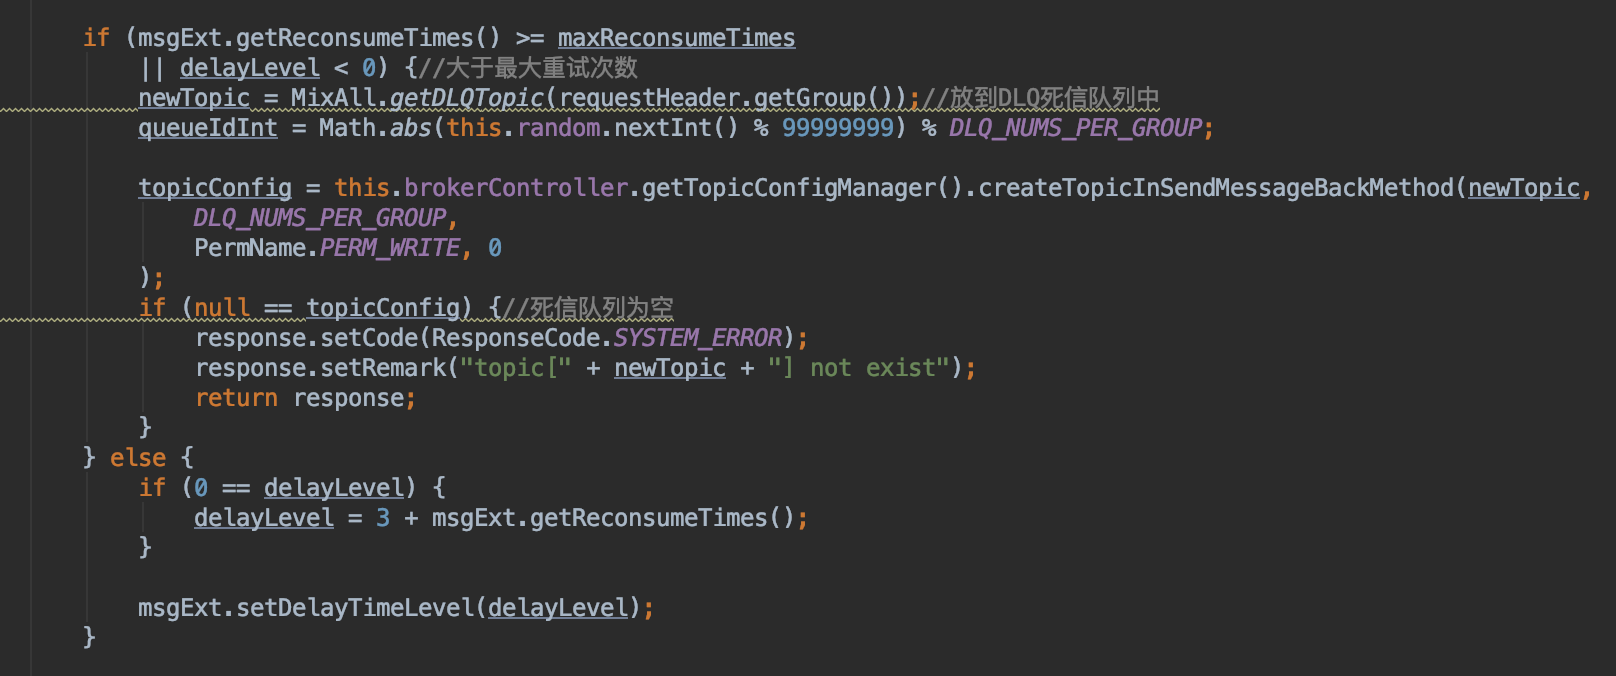 if (msgExt.getReconsumeTimes() >= maxReconsumeTimes
|| delayLevel < 0) {//大于最大重试次数
newTopic = MixAll.getDLQTopic(requestHeader.getGroup());//放到DLQ死信队列中
queueIdInt = Math.abs(this.random.nextInt() % 99999999) % DLQ_NUMS_PER_GROUP;
topicConfig = this.brokerController.getTopicConfigManager().createTopicInSendMessageBackMethod(newTopic,
DLQ_NUMS_PER_GROUP,
PermName.PERM_WRITE, 0
);
if (null == topicConfig) {//死信队列为空
response.setCode(ResponseCode.SYSTEM_ERROR);
response.setRemark("topic[" + newTopic + "] not exist");
return response;
}
} else {
if (0 == delayLevel) {
delayLevel = 3 + msgExt.getReconsumeTimes();
}
msgExt.setDelayTimeLevel(delayLevel);
}